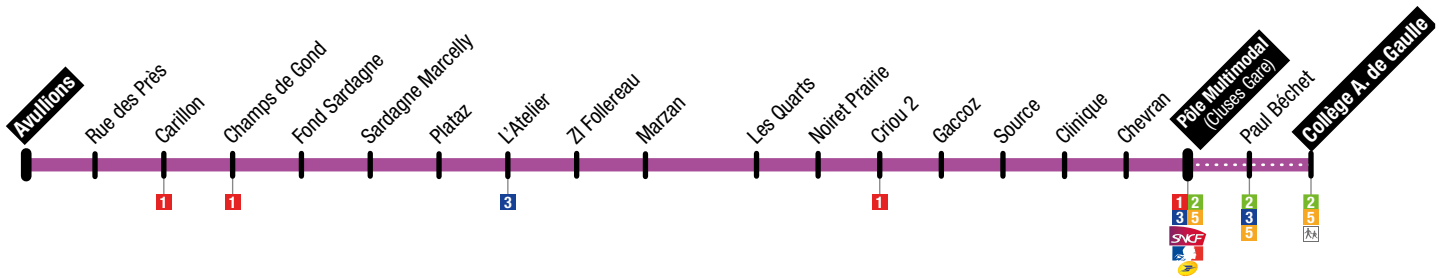 Avullions
Rue des Près
Carillon
Champs de Gond
Fond Sardagne
Sardagne Marcelly
Plataz
L'Atelier
ZI Follereau
Marzan
Les Quarts
Noiret Prairie
Criou 2
Gaccoz
Source
Clinique
Chevran
Pôle Multimodal
(Cluses Gare)
Paul Béchet
Collège A. de Gaulle
1
1
3
1
1 2
3 5
SNCF
2
3
5
2
5